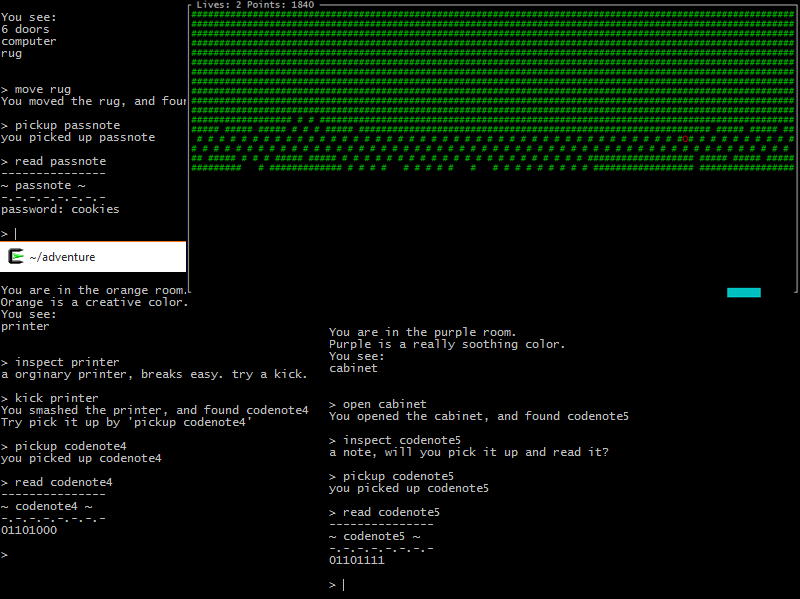 Lives: 2 Points: 1840
You see:
6 doors
computer
rug
> move rug
You moved the rug, and
> pickup passnote
you picked up passnote
> read passnote
---------------
~ passnote ~
-.-.-.-.-.-.-.-
password: cookies
> |
~/adventure
You are in the orange room.
Orange is a creative color.
You see:
printer
> inspect printer
a orginary printer, breaks easy. try a kick.
> kick printer
You smashed the printer, and found codenote4
Try pick it up by 'pickup codenote4'
> pickup codenote4
you picked up codenote4
> read codenote4
---------------
~ codenote4 ~
-.-.-.-.-.-.-.-
01101000
>
You are in the purple room.
Purple is a really soothing color.
You see:
cabinet
> open cabinet
You opened the cabinet, and found codenote5
> inspect codenote5
a note, will you pick it up and read it?
> pickup codenote5
you picked up codenote5
> read codenote5
---------------
~ codenote5 ~
-.-.-.-.-.-.-.-
01101111
> |